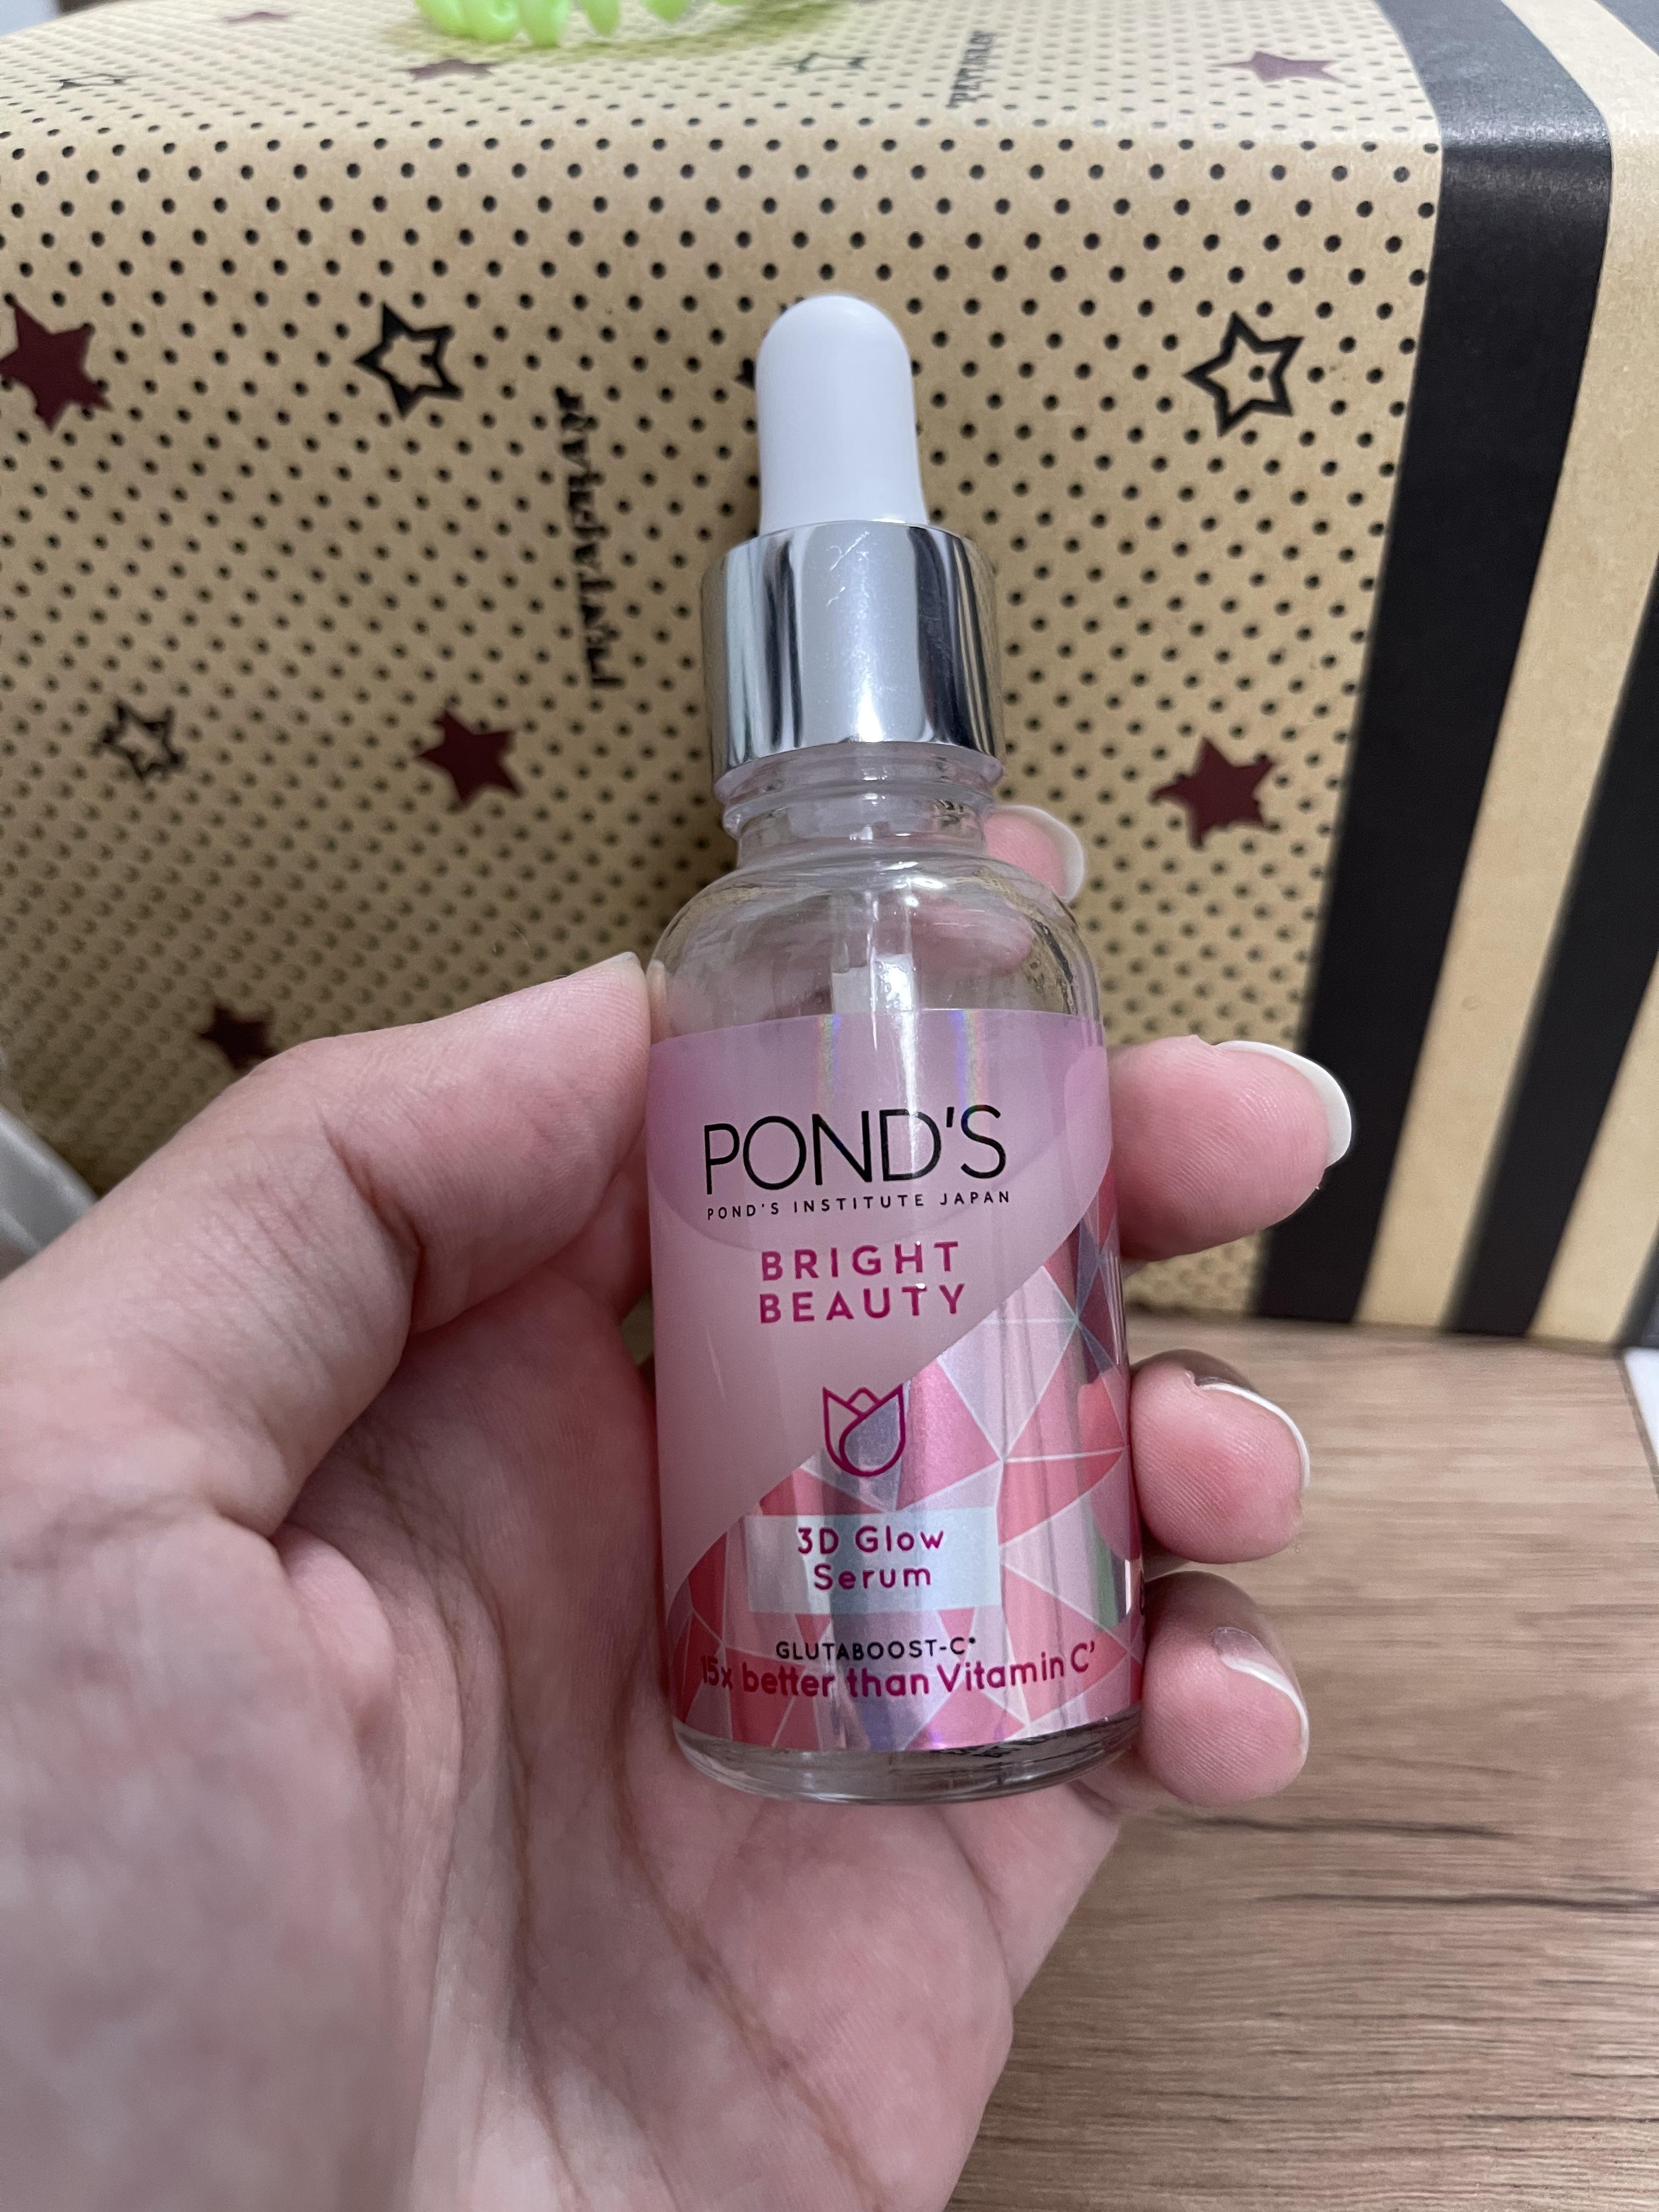 POND'S
POND'S INSTITUTE JAPAN
BRIGHT
BEAUTY
3D Glow
Serum
GLUTABOOST-C*
15x better than Vitamin C'